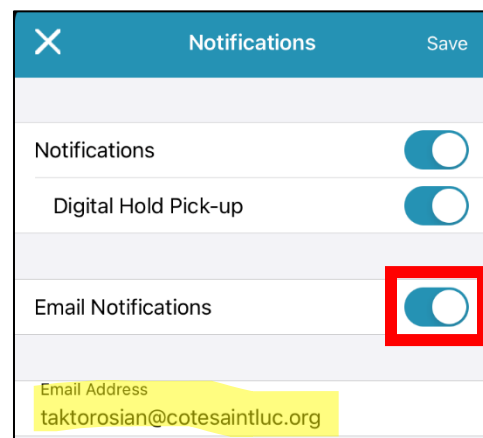 Notifications Save
Notifications
Digital Hold Pick-up
Email Notifications
Email Address
taktorosian@cotesaintluc.org